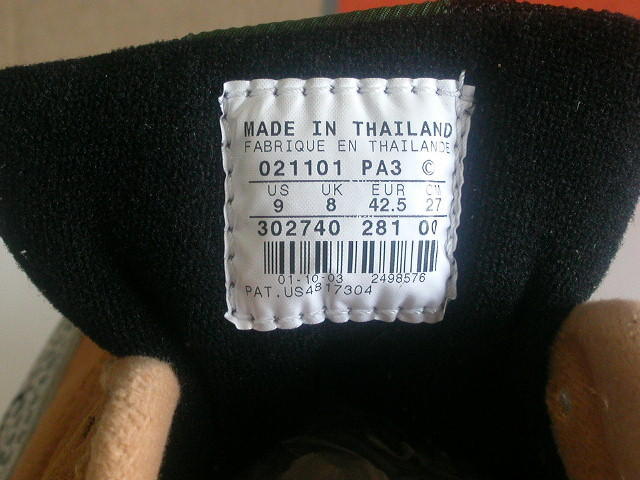 MADE IN THAILAND
FABRIQUE EN THAILANDE
021101 PA3 ©
US UK EUR CM
9 8 42.5 27
302740 281 00
01-10-03 2498576
PAT.US4817304